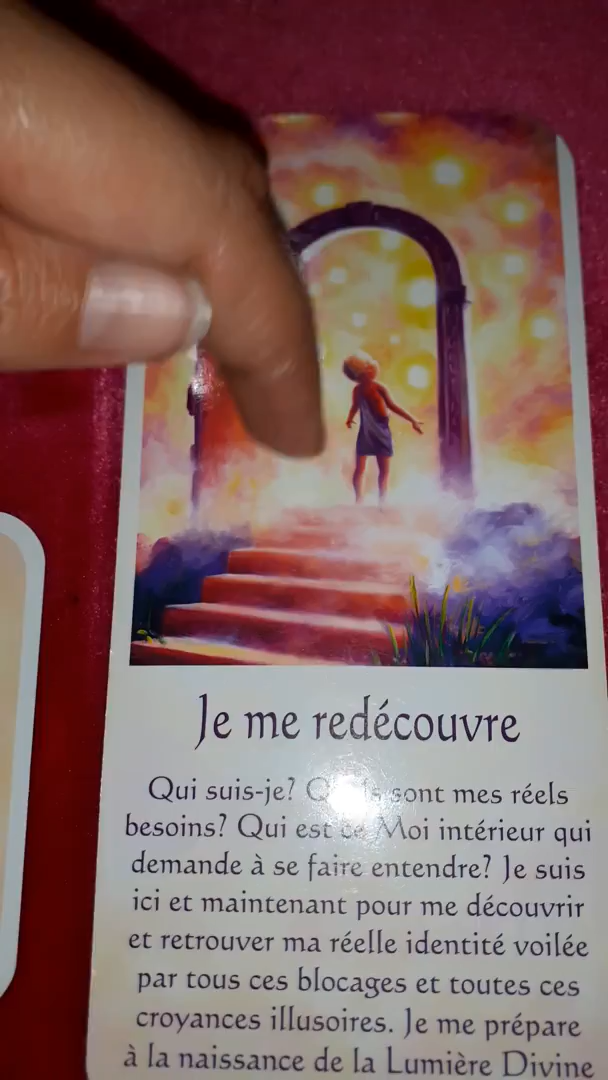 Je me redécouvre
Qui suis-je? Quels sont mes réels
besoins? Qui est ce Moi intérieur qui
demande à se faire entendre? Je suis
ici et maintenant pour me découvrir
et retrouver ma réelle identité voilée
par tous ces blocages et toutes ces
croyances illusoires. Je me prépare
à la naissance de la Lumière Divine